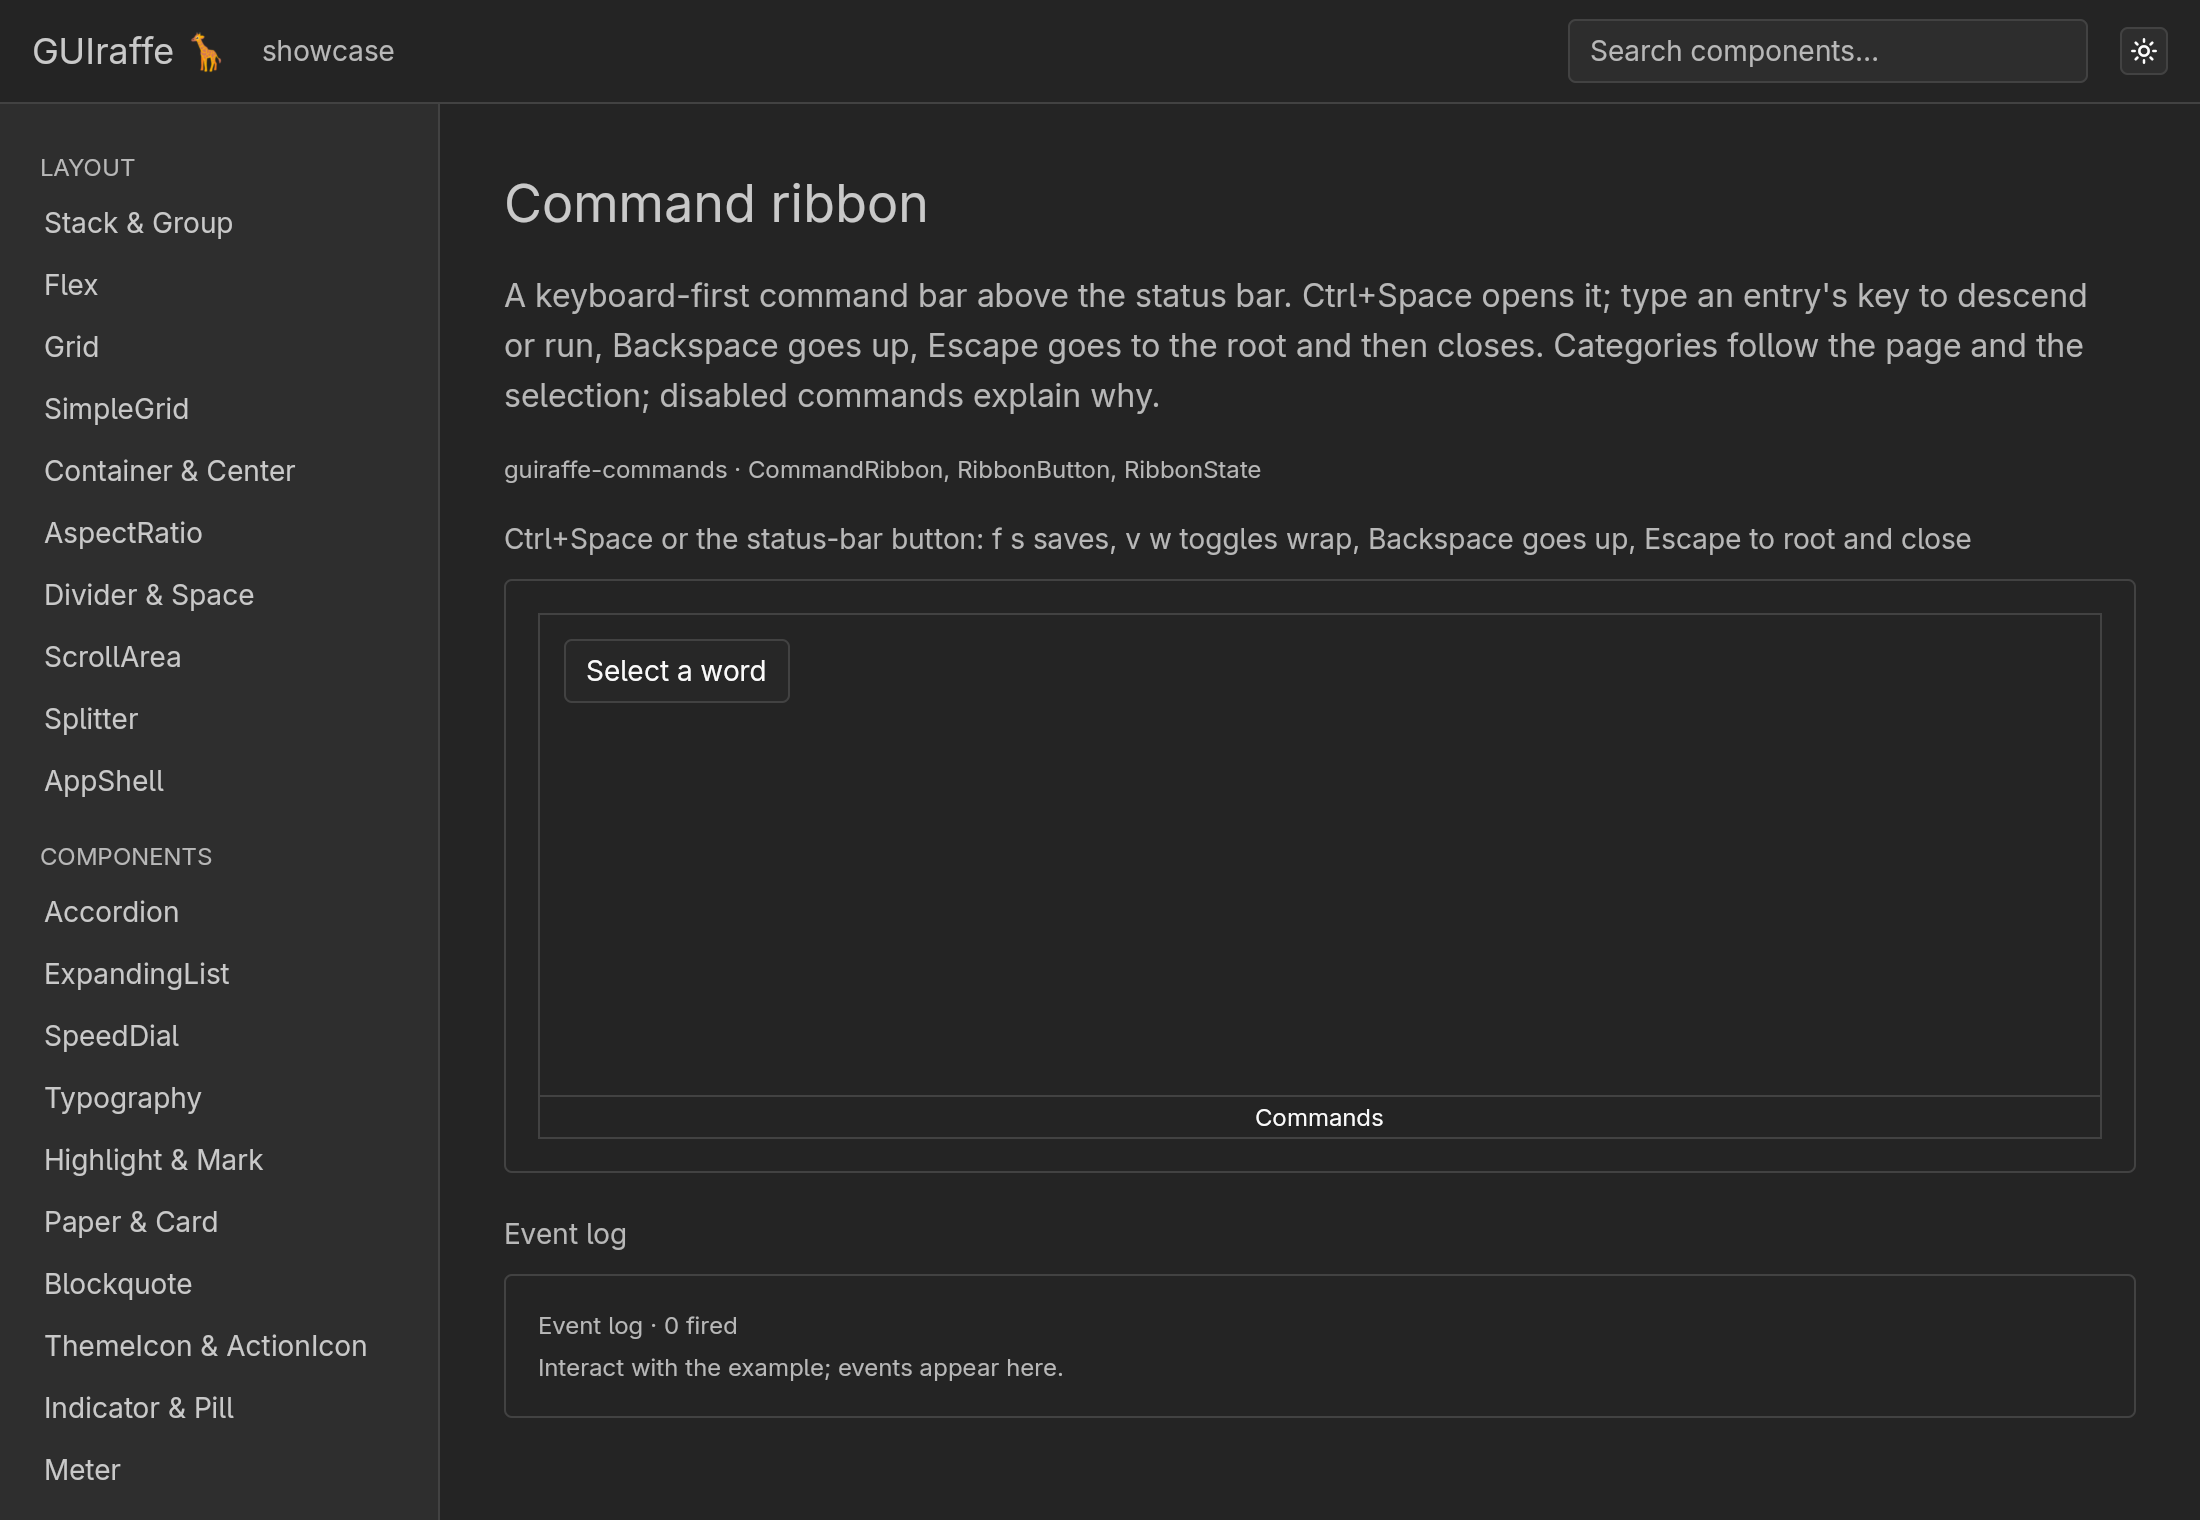 GUIraffe 🦒 showcase
Search components...
LAYOUT
Stack & Group
Flex
Grid
SimpleGrid
Container & Center
AspectRatio
Divider & Space
ScrollArea
Splitter
AppShell
COMPONENTS
Accordion
ExpandingList
SpeedDial
Typography
Highlight & Mark
Paper & Card
Blockquote
ThemeIcon & ActionIcon
Indicator & Pill
Meter
Command ribbon
A keyboard-first command bar above the status bar. Ctrl+Space opens it; type an entry's key to descend
or run, Backspace goes up, Escape goes to the root and then closes. Categories follow the page and the
selection; disabled commands explain why.
guiraffe-commands · CommandRibbon, RibbonButton, RibbonState
Ctrl+Space or the status-bar button: f s saves, v w toggles wrap, Backspace goes up, Escape to root and close
Select a word
Commands
Event log
Event log · 0 fired
Interact with the example; events appear here.